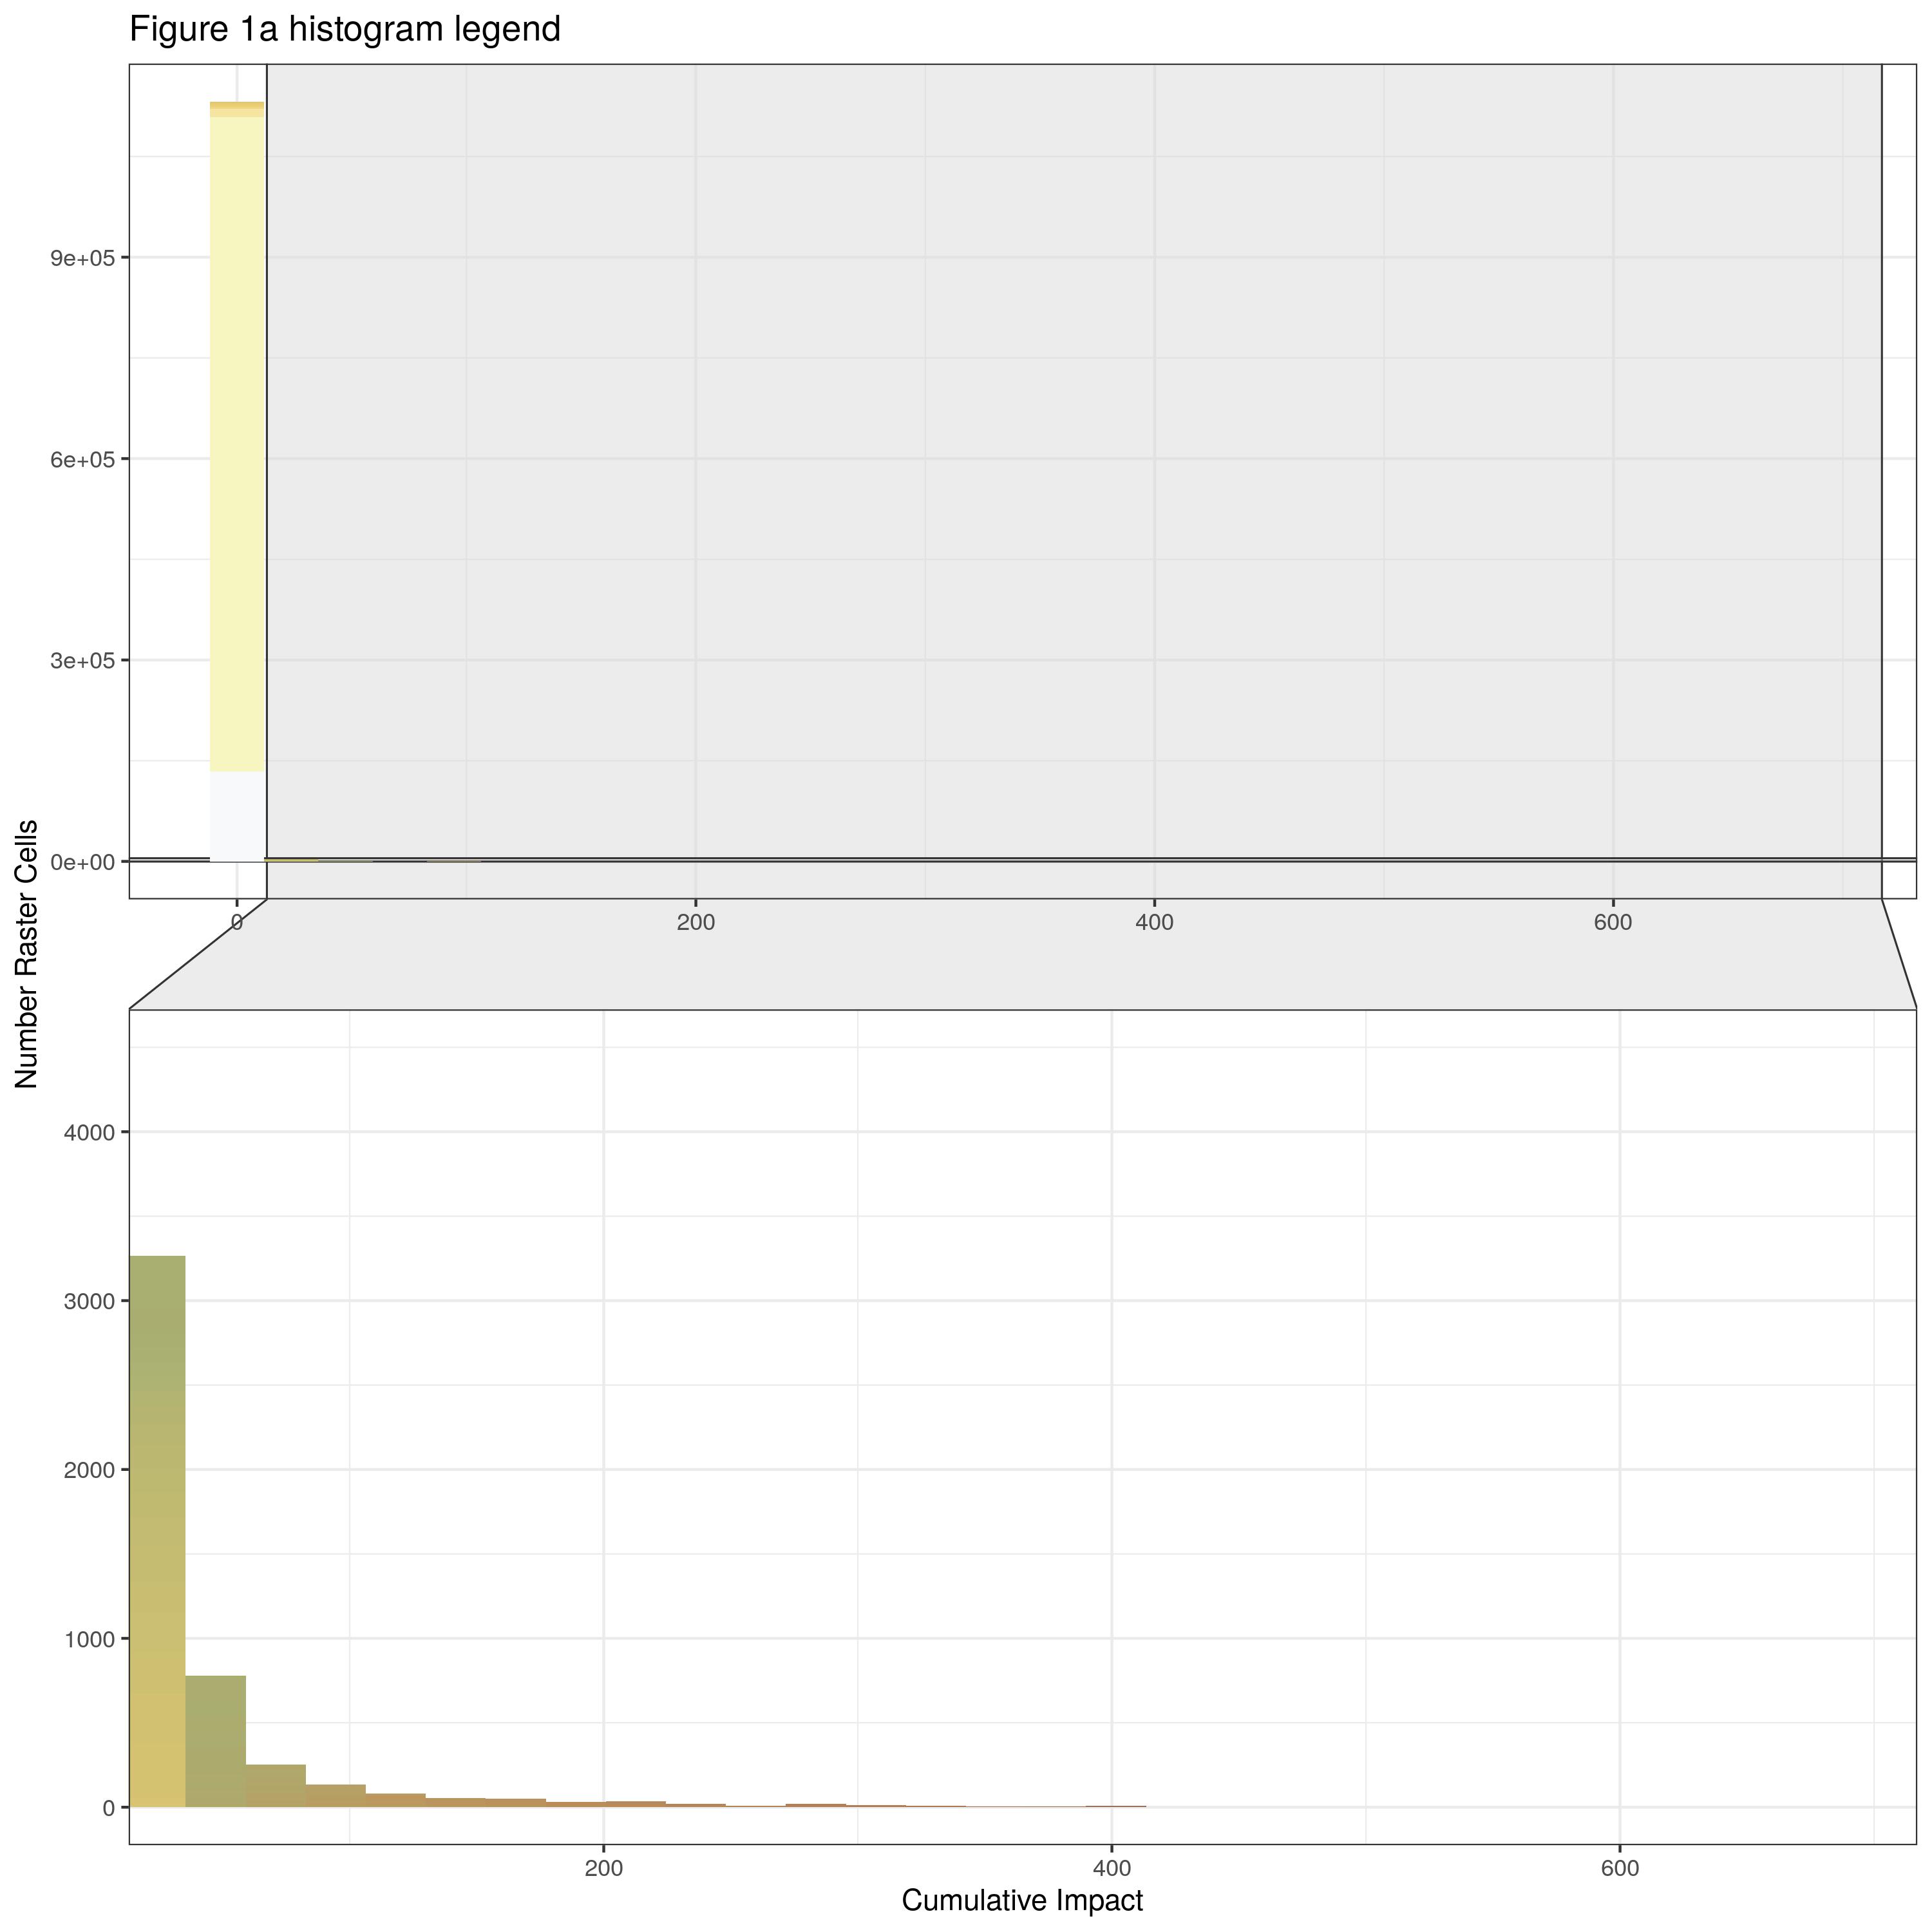 Figure 1a histogram legend
9e+05
6e+05
3e+05
0e+00
0 200 400 600
Number Raster Cells
4000
3000
2000
1000
0
200 400 600
Cumulative Impact